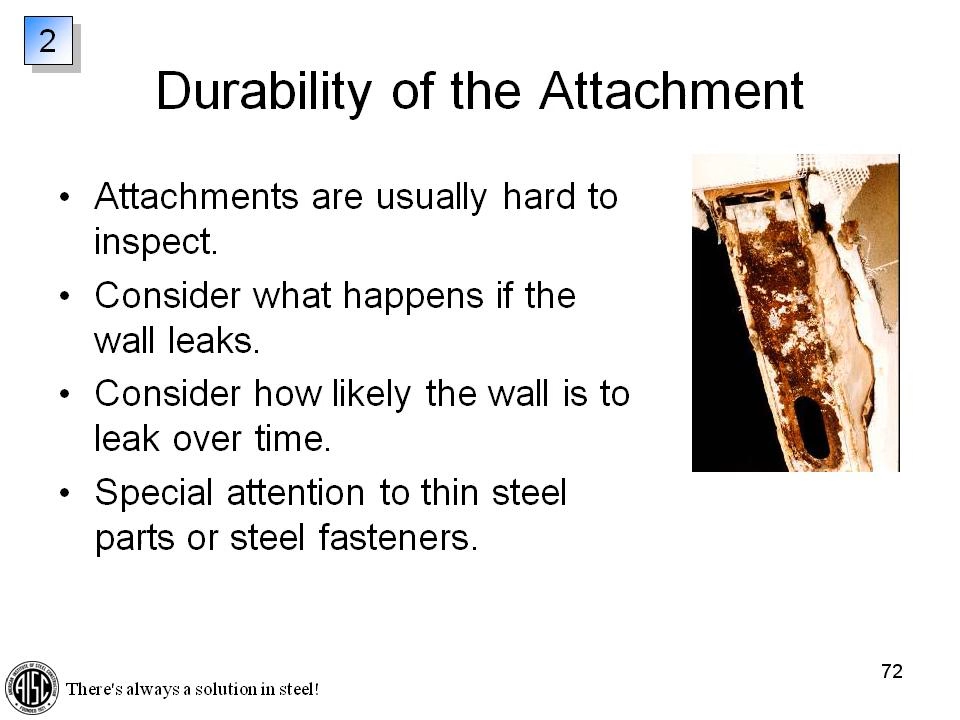 2
Durability of the Attachment
• Attachments are usually hard to
inspect.
• Consider what happens if the
wall leaks.
• Consider how likely the wall is to
leak over time.
• Special attention to thin steel
parts or steel fasteners.
AISC
There's always a solution in steel!
72